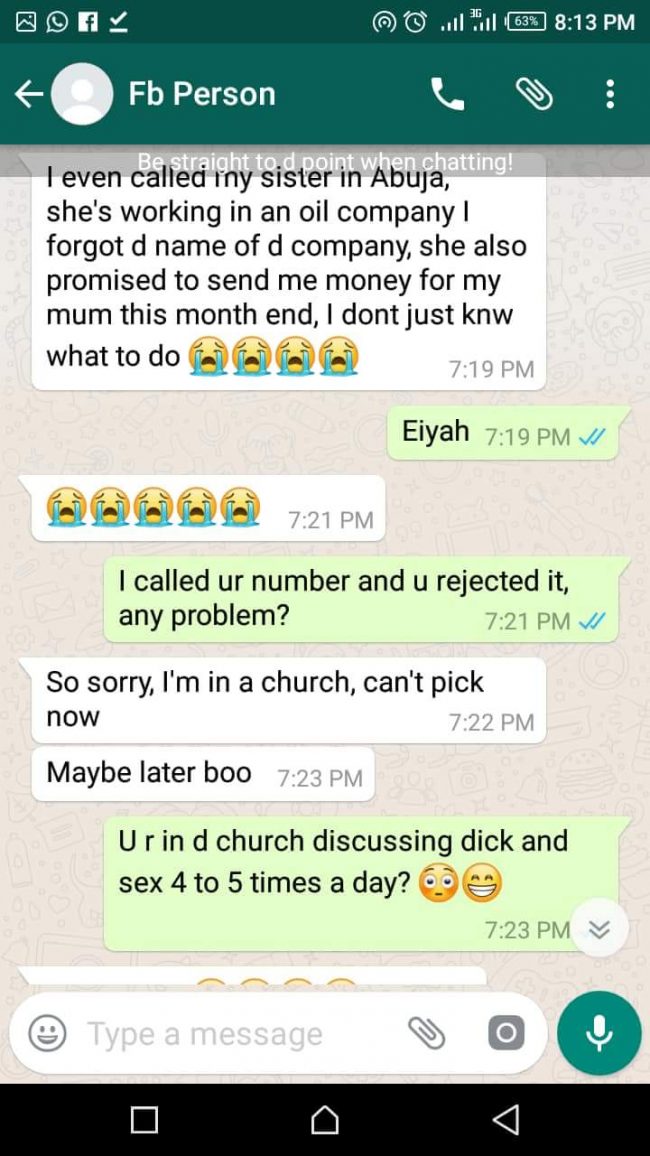 3G
63% 8:13 PM
Fb Person
Be straight to d point when chatting!
I even called my sister in Abuja,
she's working in an oil company I
forgot d name of d company, she also
promised to send me money for my
mum this month end, I dont just knw
what to do 😭😭😭😭
7:19 PM
Eiyah 7:19 PM
😭😭😭😭😭 7:21 PM
I called ur number and u rejected it,
any problem? 7:21 PM
So sorry, I'm in a church, can't pick
now 7:22 PM
Maybe later boo 7:23 PM
U r in d church discussing dick and
sex 4 to 5 times a day? 😳😁
7:23 PM
Type a message